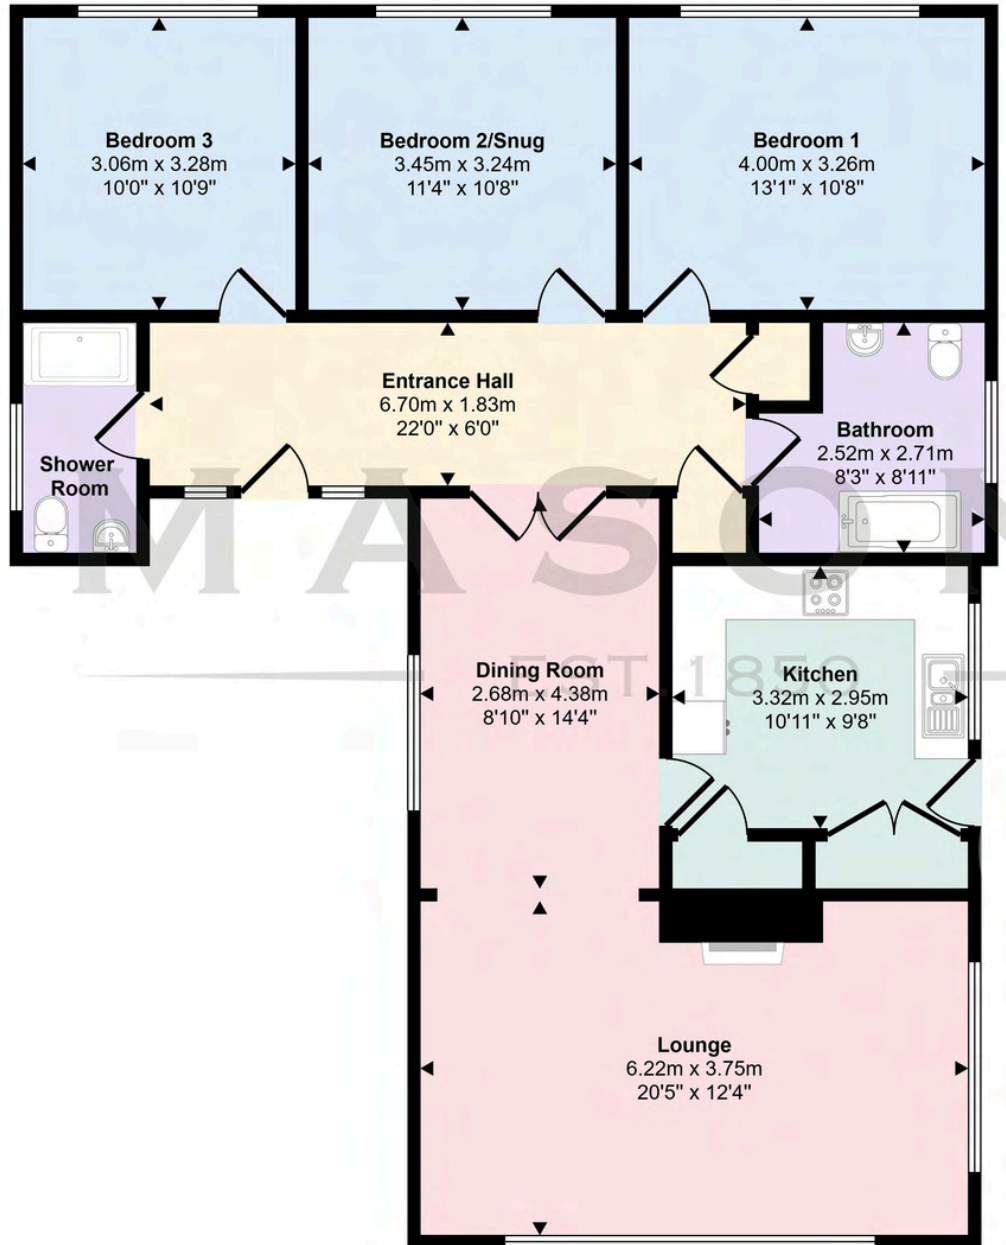 Bedroom 3
3.06m x 3.28m
10'0" x 10'9"
Bedroom 2/Snug
3.45m x 3.24m
11'4" x 10'8"
Bedroom 1
4.00m x 3.26m
13'1" x 10'8"
Entrance Hall
6.70m x 1.83m
22'0" x 6'0"
Bathroom
2.52m x 2.71m
8'3" x 8'11"
Shower
Room
MASON
EST. 1850
Dining Room
2.68m x 4.38m
8'10" x 14'4"
Kitchen
3.32m x 2.95m
10'11" x 9'8"
Lounge
6.22m x 3.75m
20'5" x 12'4"